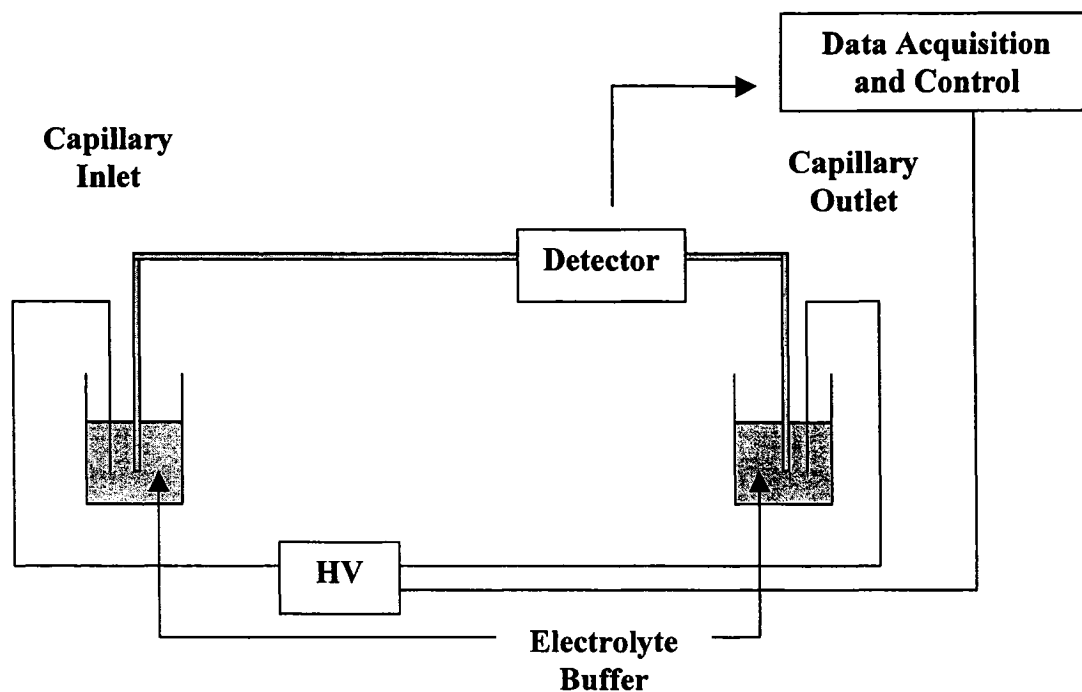 Data Acquisition
and Control
Capillary
Inlet
Capillary
Outlet
Detector
HV
Electrolyte
Buffer